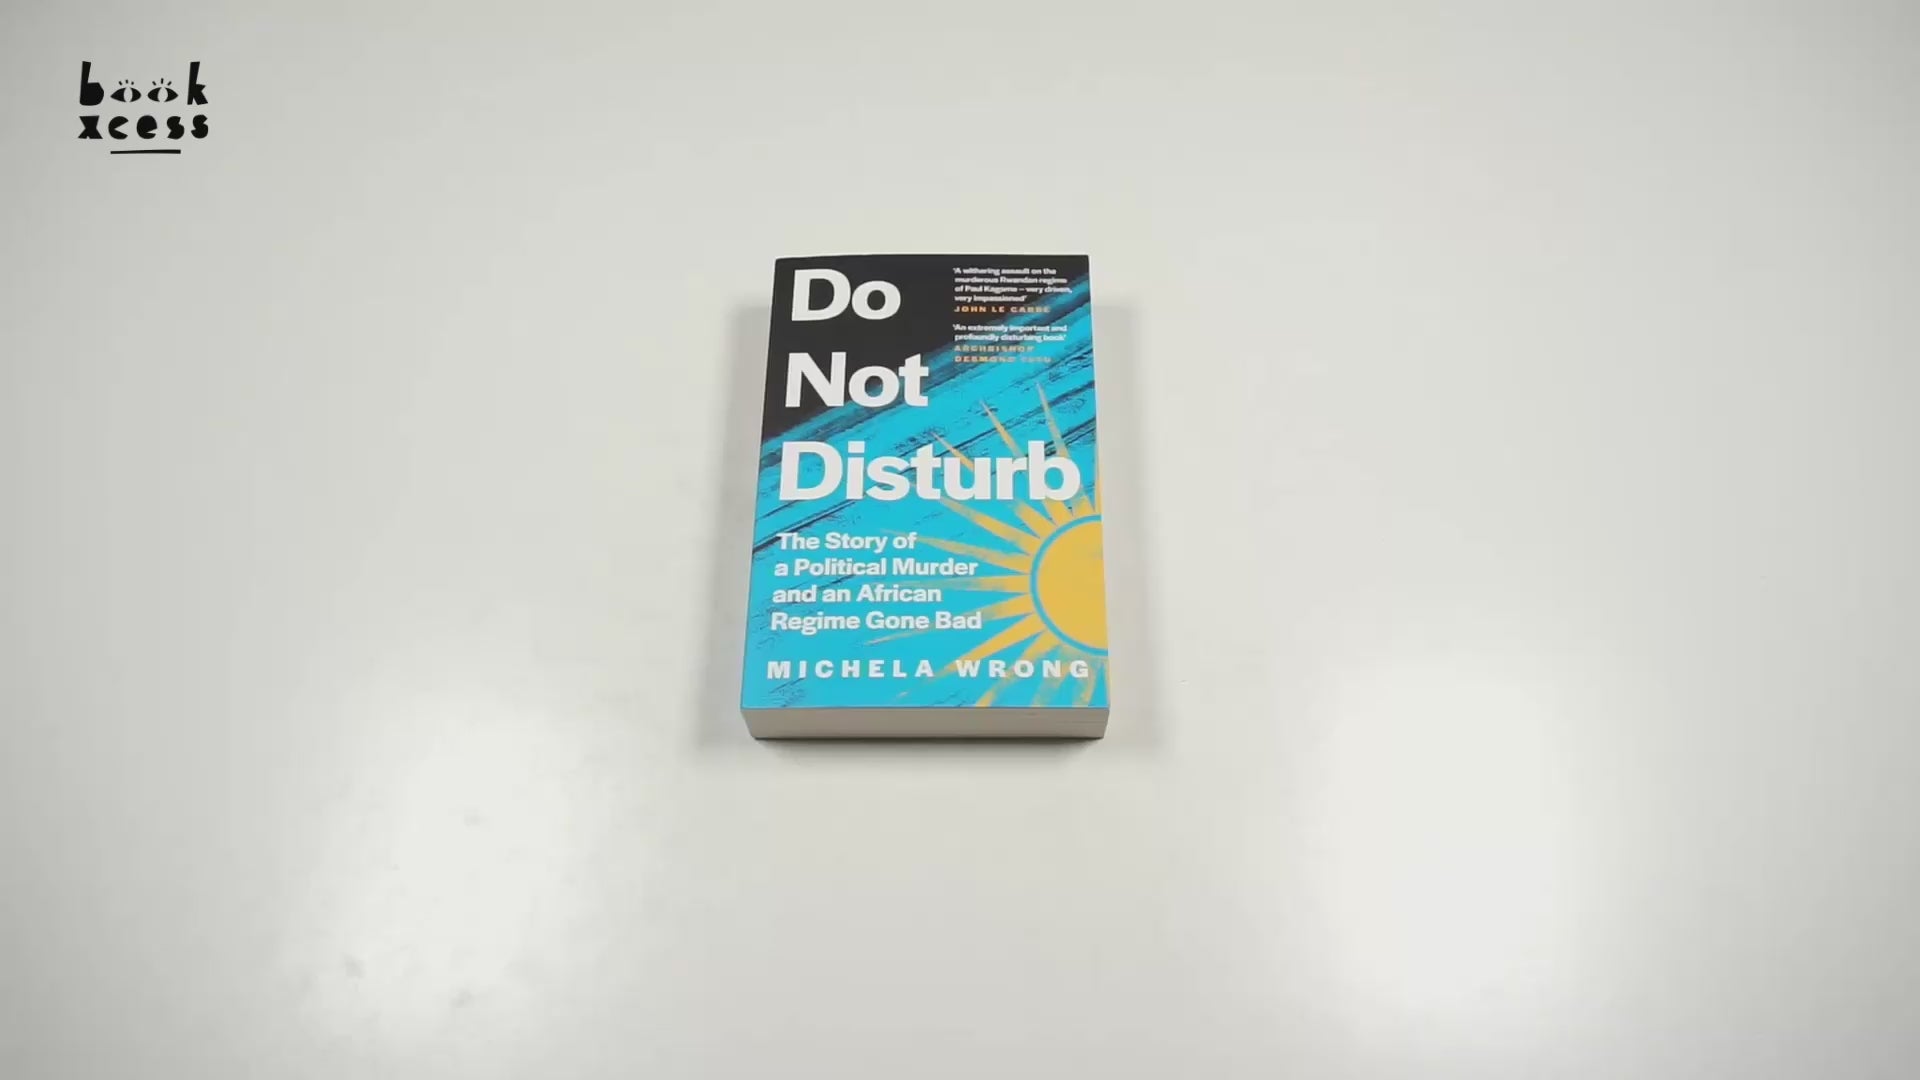 book
xcess
Do
Not
Disturb
'A withering assault on the
murderous Rwandan regime
of Paul Kagame – very driven,
very impassioned'
JOHN LE CARRÉ
'An extremely important and
profoundly disturbing book'
ARCHBISHOP
DESMOND TUTU
The Story of
a Political Murder
and an African
Regime Gone Bad
MICHELA WRONG